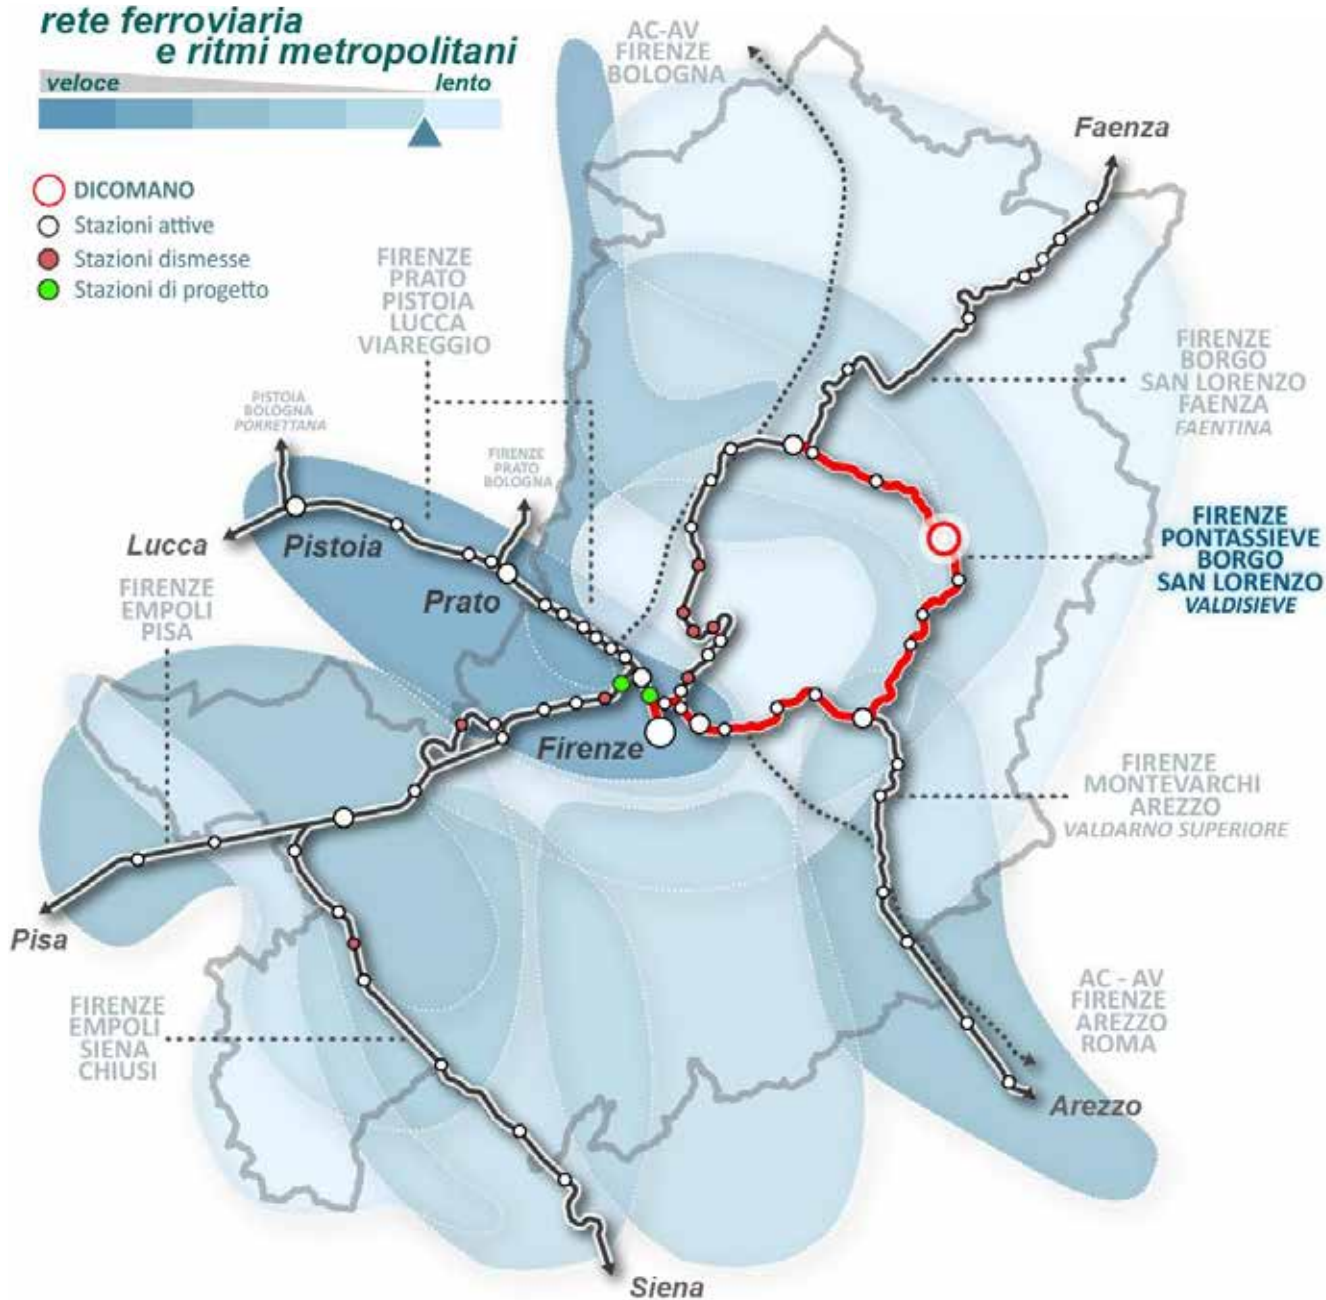 rete ferroviaria
e ritmi metropolitani
veloce
lento
DICOMANO
Stazioni attive
Stazioni dismesse
Stazioni di progetto
AC-AV
FIRENZE
BOLOGNA
Faenza
FIRENZE
PRATO
PISTOIA
LUCCA
VIAREGGIO
FIRENZE
BORGO
SAN LORENZO
FAENZA
FAENTINA
PISTOIA
BOLOGNA
PORRETTANA
FIRENZE
PRATO
BOLOGNA
Lucca
Pistoia
Prato
FIRENZE
PONTASSIEVE
BORGO
SAN LORENZO
VALDISIEVE
FIRENZE
EMPOLI
PISA
Firenze
FIRENZE
MONTEVARCHI
AREZZO
VALDARNO SUPERIORE
Pisa
FIRENZE
EMPOLI
SIENA
CHIUSI
AC - AV
FIRENZE
AREZZO
ROMA
Arezzo
Siena